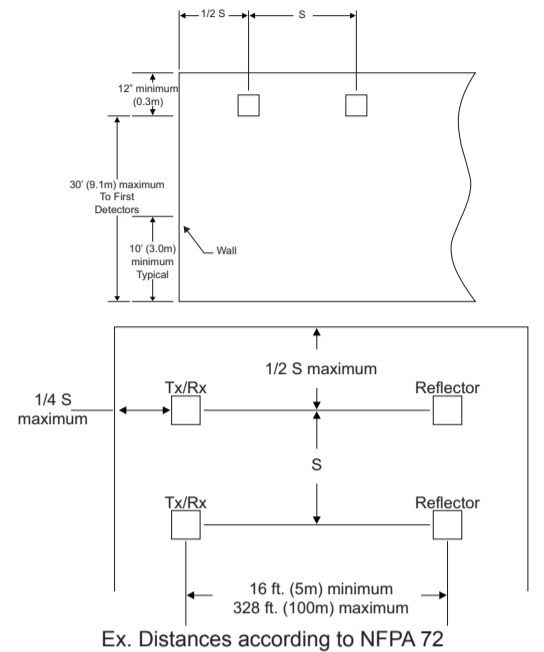 1/2 S
S
12" minimum
(0.3m)
30' (9.1m) maximum
To First
Detectors
10' (3.0m)
minimum
Typical
Wall
1/2 S maximum
Tx/Rx
Reflector
1/4 S
maximum
S
Tx/Rx
Reflector
16 ft. (5m) minimum
328 ft. (100m) maximum
Ex. Distances according to NFPA 72